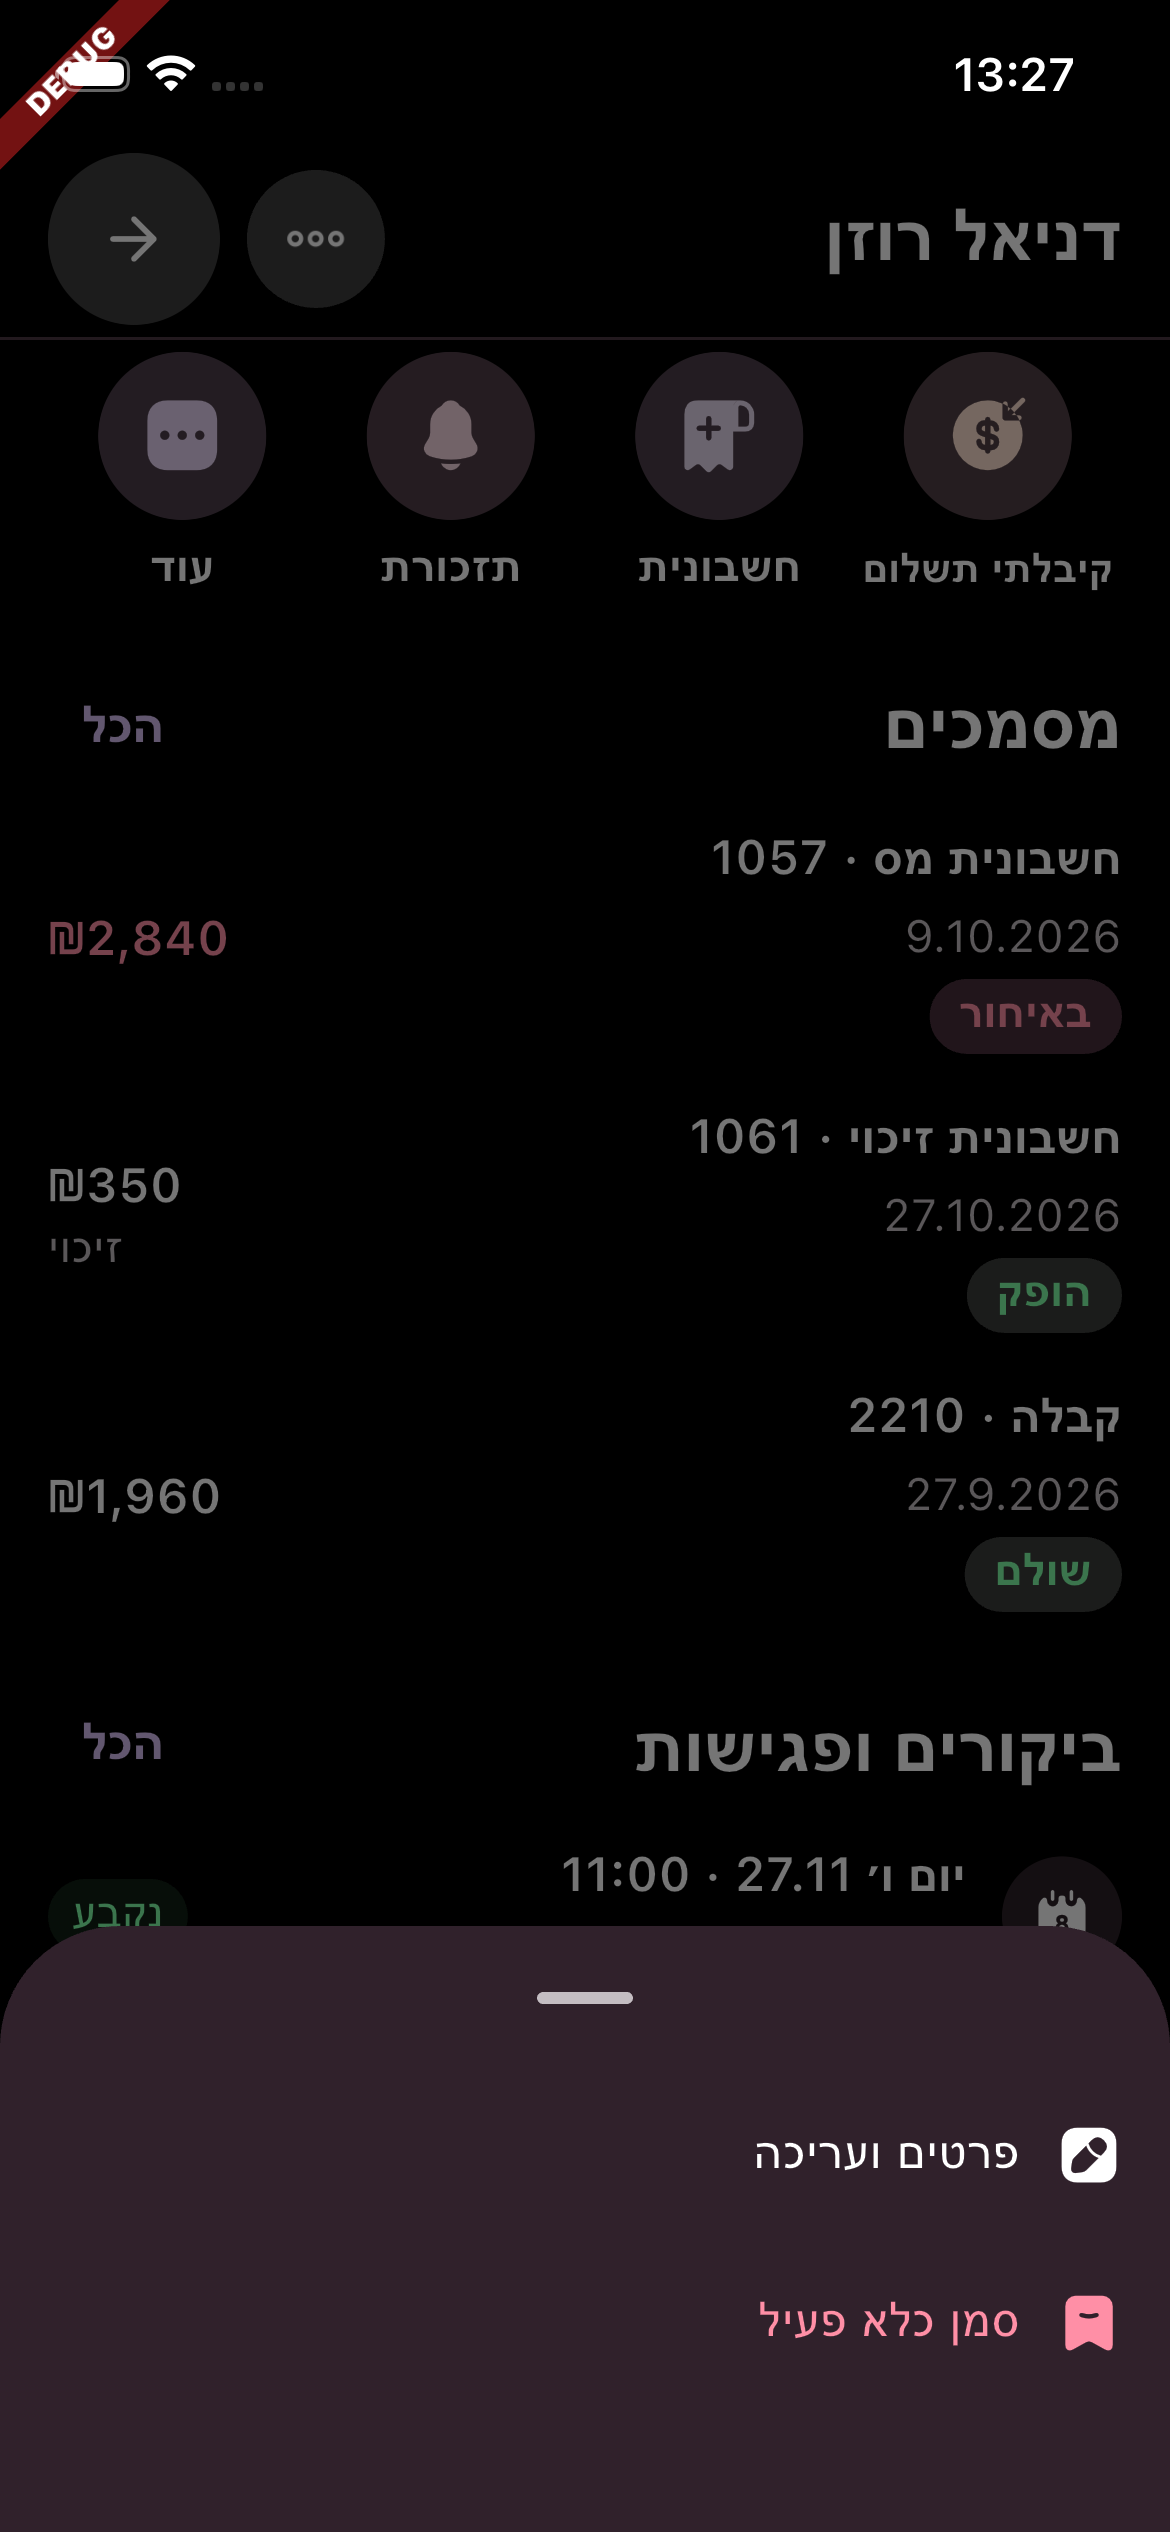 13:27
DEBUG
דניאל רוזן
קיבלתי תשלום
חשבונית
תזכורת
עוד
מסמכים
הכל
חשבונית מס · 1057
9.10.2026
₪2,840
באיחור
חשבונית זיכוי · 1061
₪350
27.10.2026
זיכוי
הופק
קבלה · 2210
27.9.2026
₪1,960
שולם
ביקורים ופגישות
הכל
יום ו׳ 27.11 · 11:00
נקבע
8
פרטים ועריכה
סמן כלא פעיל